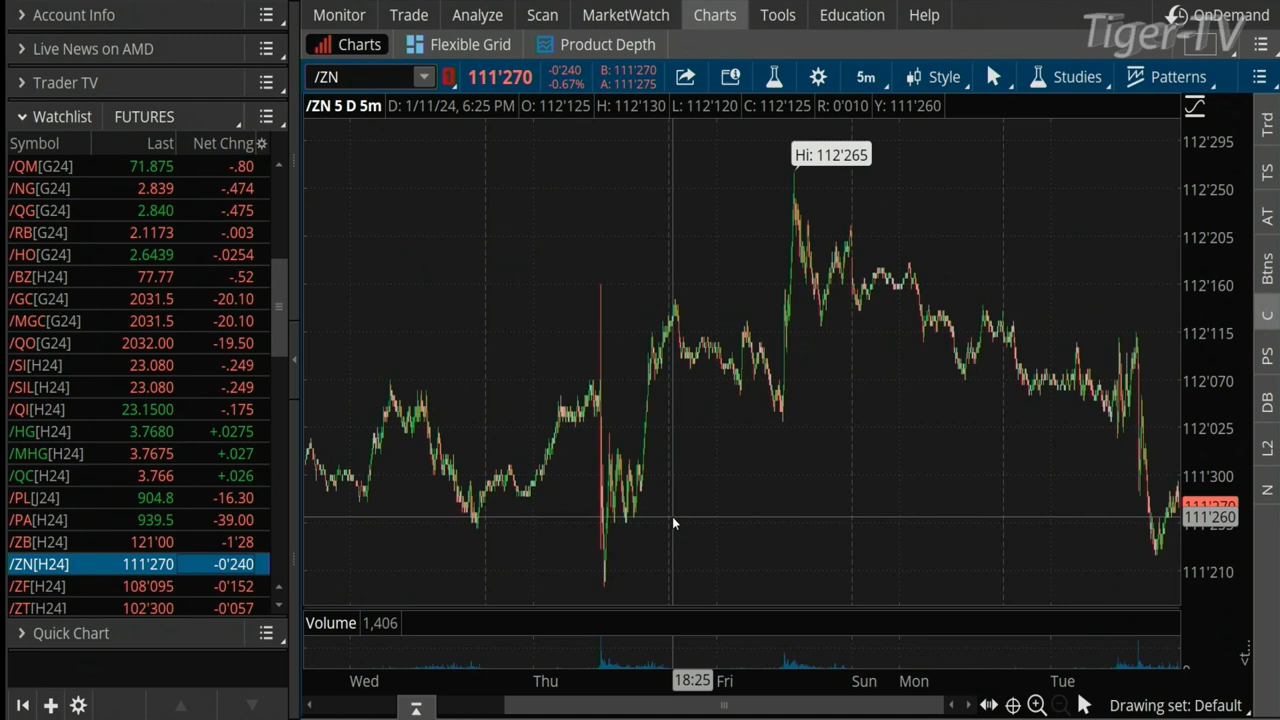 Account Info
Live News on AMD
Trader TV
Watchlist FUTURES
Symbol Last Net Chng
/QM[G24] 71.875 -.80
/NG[G24] 2.839 -.474
/QG[G24] 2.840 -.475
/RB[G24] 2.1173 -.003
/HO[G24] 2.6439 -.0254
/BZ[H24] 77.77 -.52
/GC[G24] 2031.5 -20.10
/MGC[G24] 2031.5 -20.10
/QO[G24] 2032.00 -19.50
/SI[H24] 23.080 -.249
/SIL[H24] 23.080 -.249
/QI[H24] 23.1500 -.175
/HG[H24] 3.7680 +.0275
/MHG[H24] 3.7675 +.027
/QC[H24] 3.766 +.026
/PL[J24] 904.8 -16.30
/PA[H24] 939.5 -39.00
/ZB[H24] 121'00 -1'28
/ZN[H24] 111'270 -0'240
/ZF[H24] 108'095 -0'152
/ZT[H24] 102'300 -0'057
Quick Chart
Monitor Trade Analyze Scan MarketWatch Charts Tools Education Help OnDemand
Tiger-TV
Charts Flexible Grid Product Depth
/ZN 111'270 -0'240 B: 111'270 5m Style Studies Patterns
-0.67% A: 111'275
/ZN 5 D 5m D: 1/11/24, 6:25 PM O: 112'125 H: 112'130 L: 112'120 C: 112'125 R: 0'010 Y: 111'260
Hi: 112'265
112'295
112'250
112'205
112'160
112'115
112'070
112'025
111'300
111'270
111'260
111'210
Volume 1,406
0
Wed Thu 18:25 Fri Sun Mon Tue
Drawing set: Default
Trd
TS
AT
Btns
C
PS
DB
L2
N